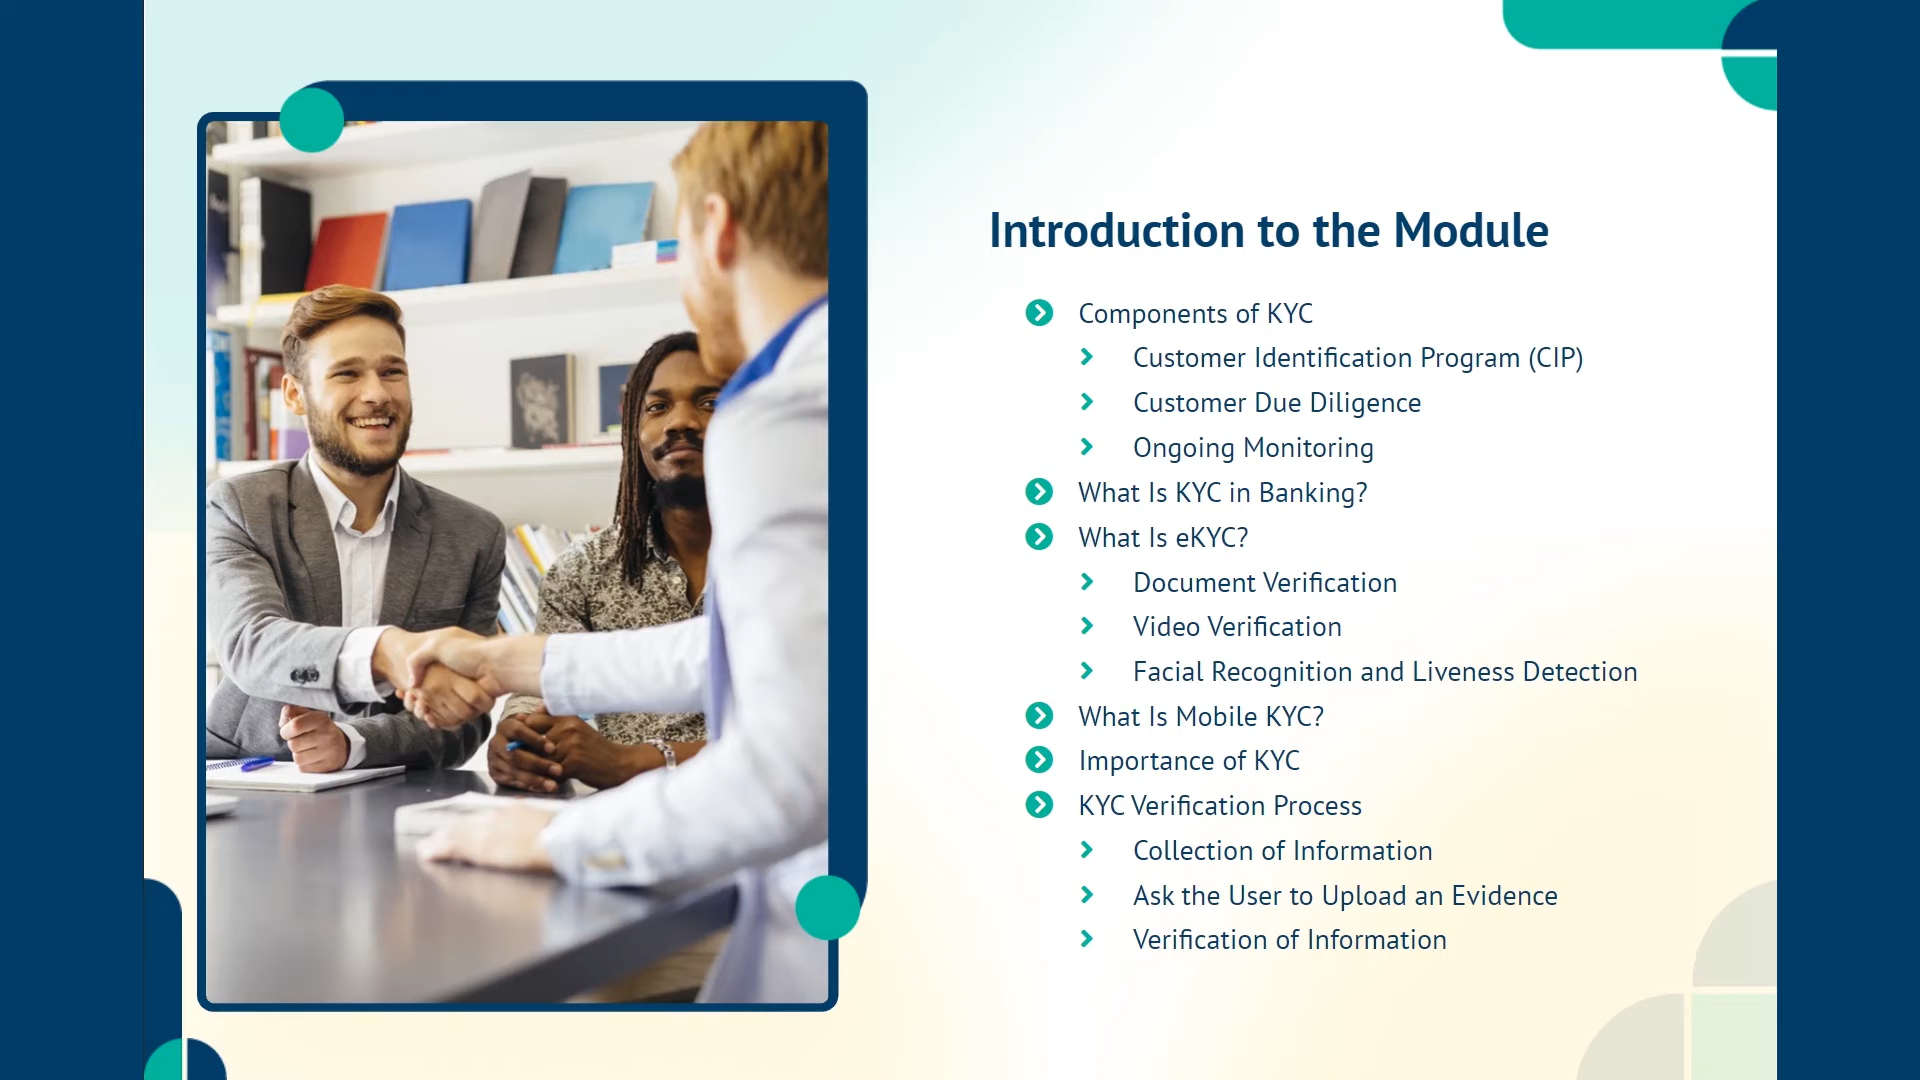 Introduction to the Module
Components of KYC
Customer Identification Program (CIP)
Customer Due Diligence
Ongoing Monitoring
What Is KYC in Banking?
What Is eKYC?
Document Verification
Video Verification
Facial Recognition and Liveness Detection
What Is Mobile KYC?
Importance of KYC
KYC Verification Process
Collection of Information
Ask the User to Upload an Evidence
Verification of Information